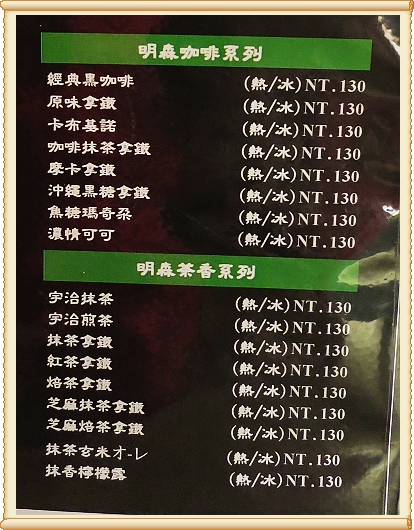 明森咖啡系列
經典黑咖啡 (熱/冰)NT.130
原味拿鐵 (熱/冰)NT.130
卡布基諾 (熱/冰)NT.130
咖啡抹茶拿鐵 (熱/冰)NT.130
摩卡拿鐵 (熱/冰)NT.130
沖繩黑糖拿鐵 (熱/冰)NT.130
焦糖瑪奇朵 (熱/冰)NT.130
濃情可可 (熱/冰)NT.130
明森茶香系列
宇治抹茶 (熱/冰)NT.130
宇治煎茶 (熱/冰)NT.130
抹茶拿鐵 (熱/冰)NT.130
紅茶拿鐵 (熱/冰)NT.130
焙茶拿鐵 (熱/冰)NT.130
芝麻抹茶拿鐵 (熱/冰)NT.130
芝麻焙茶拿鐵 (熱/冰)NT.130
抹茶玄米オ-レ (熱/冰)NT.130
抹香檸檬露 (熱/冰)NT.130